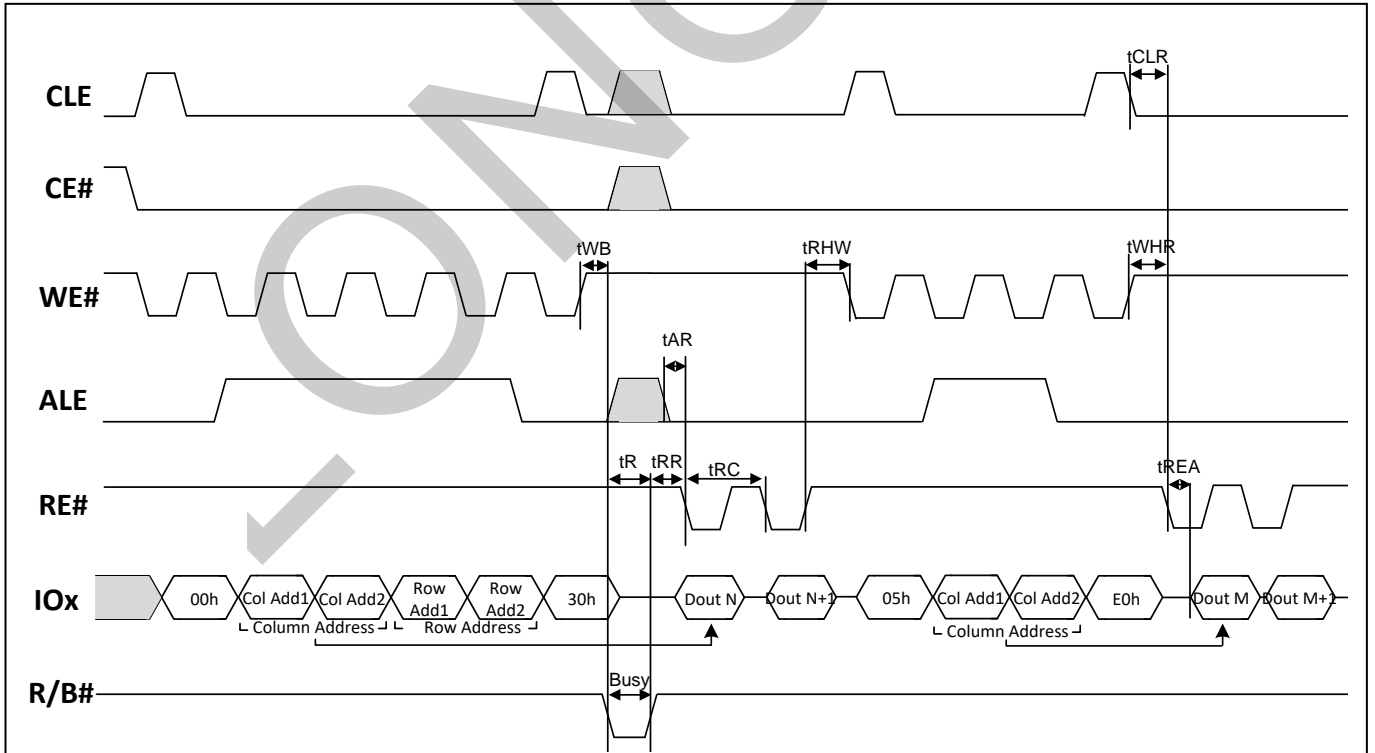 CLE
tCLR
CE#
WE#
tWB
tRHW
tWHR
ALE
tAR
RE#
tR
tRR
tRC
tREA
IOx
00h
Col Add1
Col Add2
Row
Add1
Row
Add2
30h
Dout N
Dout N+1
05h
Col Add1
Col Add2
E0h
Dout M
Dout M+1
Column Address
Row Address
Column Address
R/B#
Busy